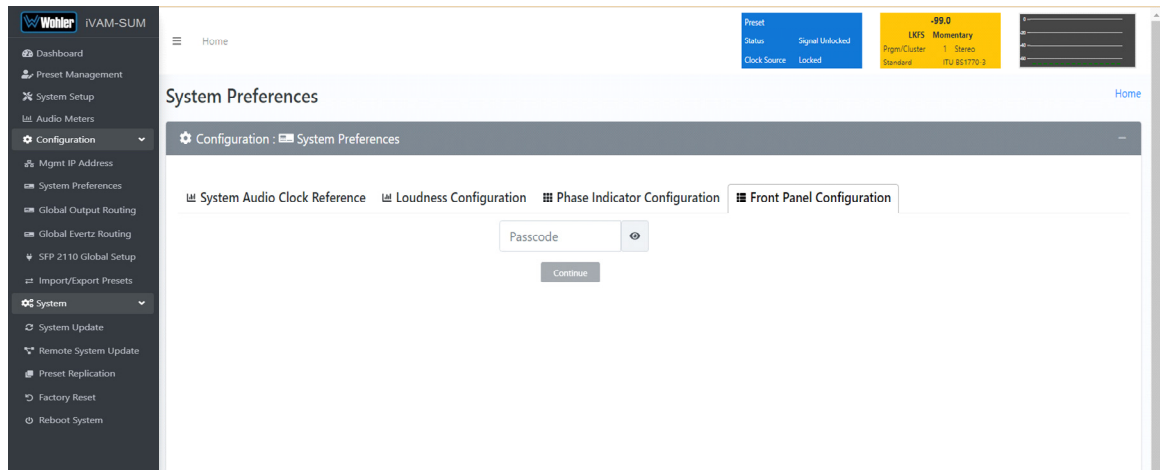 Wohler iVAM-SUM
Dashboard
Preset Management
System Setup
Audio Meters
Configuration
Mgmt IP Address
System Preferences
Global Output Routing
Global Evertz Routing
SFP 2110 Global Setup
Import/Export Presets
System
System Update
Remote System Update
Preset Replication
Factory Reset
Reboot System
Home
Preset
Status Signal Unlocked
Clock Source Locked
-99.0
LKFS Momentary
Prgm/Cluster 1 Stereo
Standard ITU BS1770-3
System Preferences
Home
Configuration : System Preferences
System Audio Clock Reference Loudness Configuration Phase Indicator Configuration Front Panel Configuration
Passcode
Continue